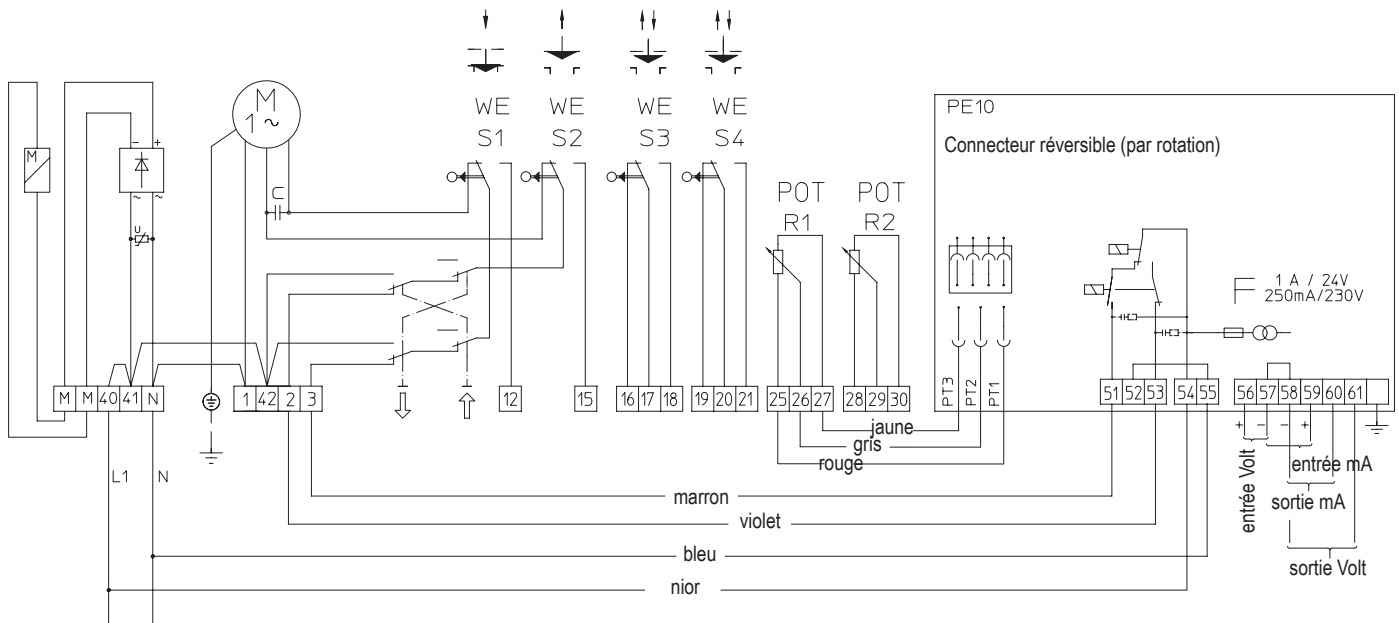 WE WE WE WE
S1 S2 S3 S4
M
1 ~
M
- +
~ ~
U
C
POT POT
R1 R2
PE10
Connecteur réversible (par rotation)
F 1 A / 24V
250mA/230V
PT3 PT2 PT1
M M 40 41 N
1 42 2 3
12
15
16 17 18
19 20 21
25 26 27
28 29 30
51 52 53 54 55
56 57 58 59 60 61
+ - - +
jaune
gris
rouge
entrée Volt
entrée mA
sortie mA
sortie Volt
L1 N
marron
violet
bleu
nior